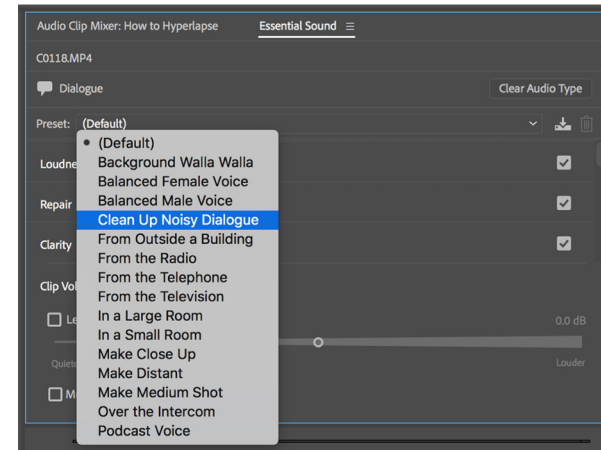 Audio Clip Mixer: How to Hyperlapse Essential Sound
C0118.MP4
Dialogue Clear Audio Type
Preset: (Default)
• (Default)
Background Walla Walla
Balanced Female Voice
Balanced Male Voice
Clean Up Noisy Dialogue
From Outside a Building
From the Radio
From the Telephone
From the Television
In a Large Room
In a Small Room
Make Close Up
Make Distant
Make Medium Shot
Over the Intercom
Podcast Voice
Loudne
Repair
Clarity
Clip Vol
Le 0.0 dB
Quiet Louder
M